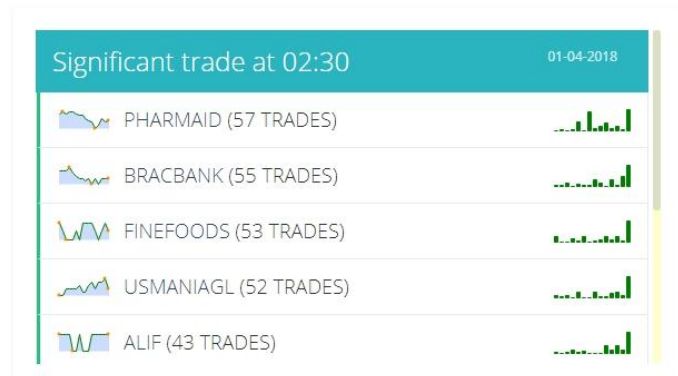 Significant trade at 02:30 01-04-2018
PHARMAID (57 TRADES)
BRACBANK (55 TRADES)
FINEFOODS (53 TRADES)
USMANIAGL (52 TRADES)
ALIF (43 TRADES)